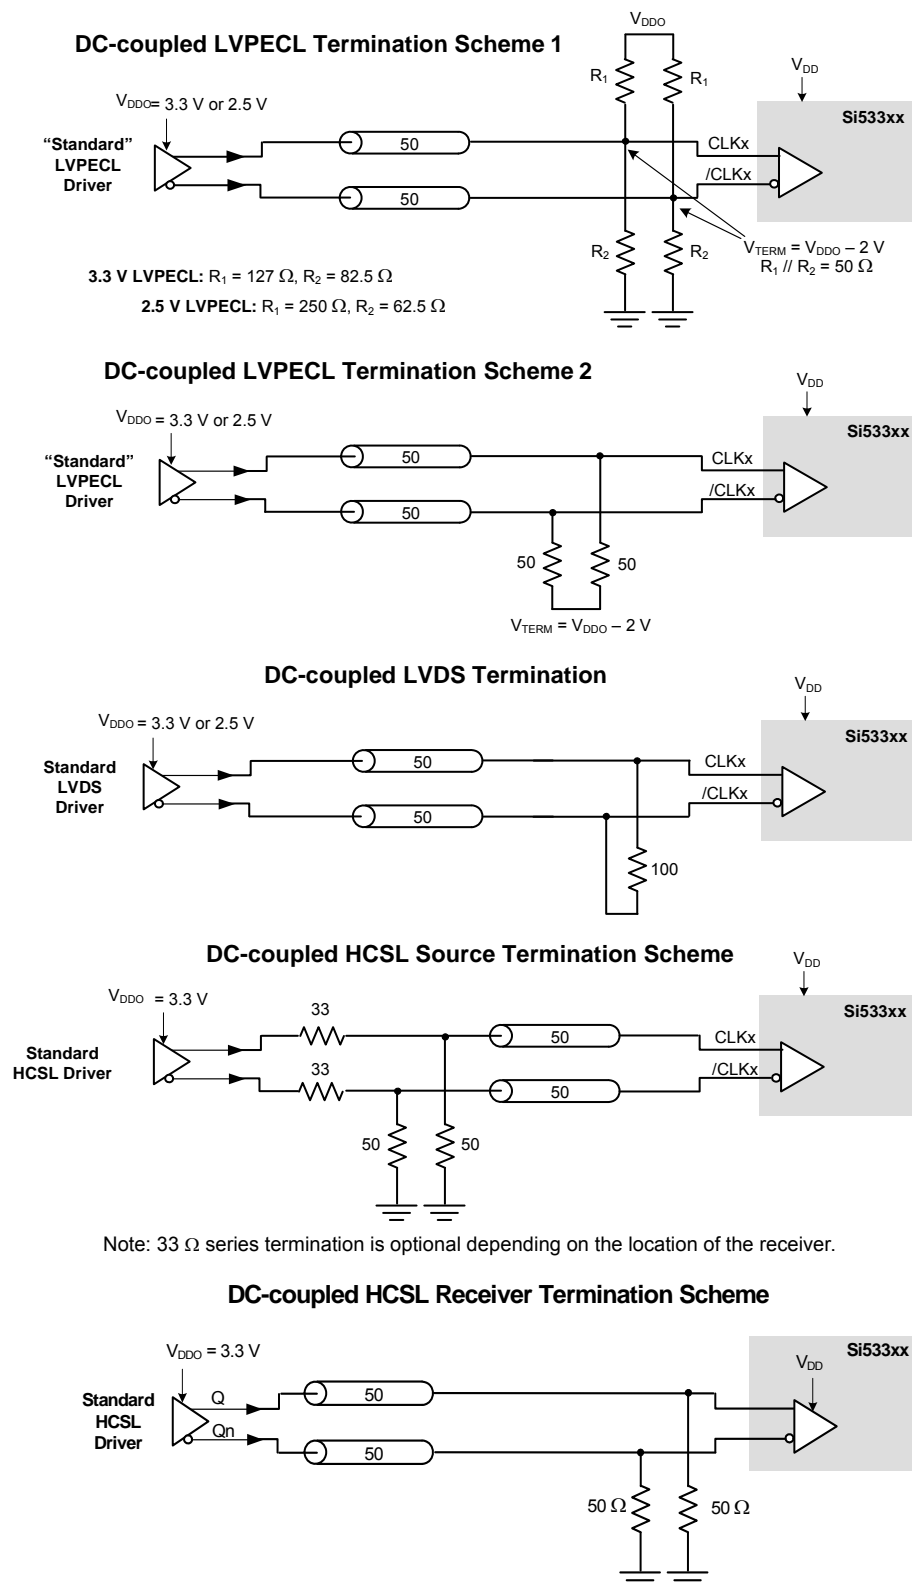 DC-coupled LVPECL Termination Scheme 1
VDDO
R1
R1
VDD
VDDO= 3.3 V or 2.5 V
Si533xx
"Standard"
LVPECL
Driver
50
CLKx
50
/CLKx
R2
R2
VTERM = VDDO – 2 V
R1 // R2 = 50 Ω
3.3 V LVPECL: R1 = 127 Ω, R2 = 82.5 Ω
2.5 V LVPECL: R1 = 250 Ω, R2 = 62.5 Ω
DC-coupled LVPECL Termination Scheme 2
VDD
VDDO = 3.3 V or 2.5 V
Si533xx
"Standard"
LVPECL
Driver
50
CLKx
50
/CLKx
50
50
VTERM = VDDO – 2 V
DC-coupled LVDS Termination
VDD
VDDO = 3.3 V or 2.5 V
Si533xx
Standard
LVDS
Driver
50
CLKx
50
/CLKx
100
DC-coupled HCSL Source Termination Scheme
VDD
VDDO = 3.3 V
Si533xx
Standard
HCSL Driver
33
50
CLKx
33
50
/CLKx
50
50
Note: 33 Ω series termination is optional depending on the location of the receiver.
DC-coupled HCSL Receiver Termination Scheme
VDDO = 3.3 V
Si533xx
VDD
Standard
HCSL
Driver
Q
50
Qn
50
50 Ω
50 Ω